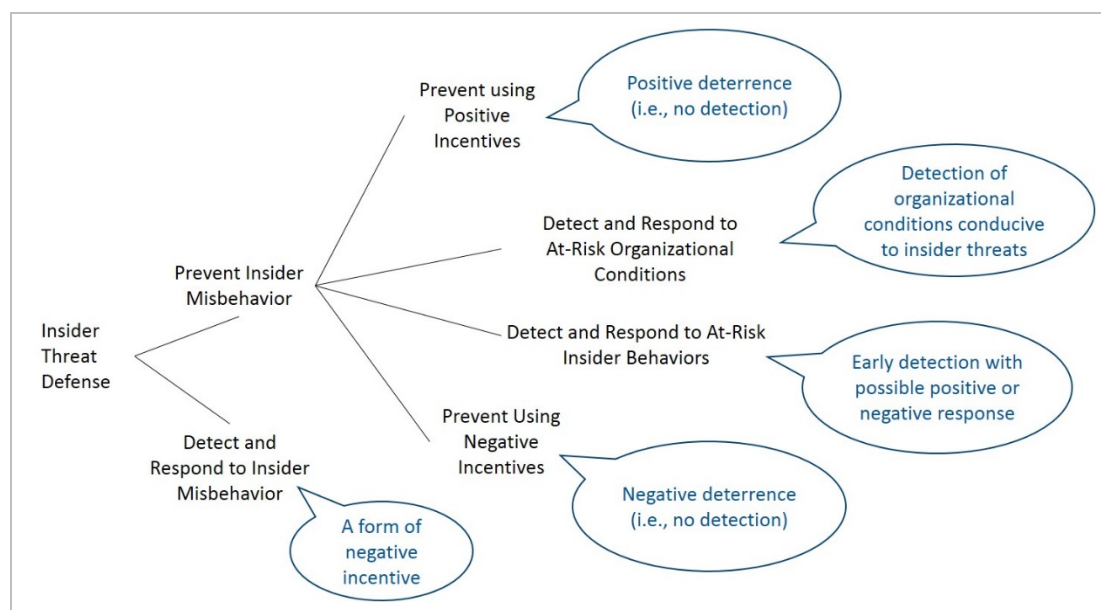 Prevent using
Positive
Incentives
Positive deterrence
(i.e., no detection)
Detect and Respond to
At-Risk Organizational
Conditions
Detection of
organizational
conditions conducive
to insider threats
Prevent Insider
Misbehavior
Insider
Threat
Defense
Detect and Respond to At-Risk
Insider Behaviors
Early detection with
possible positive or
negative response
Prevent Using
Negative
Incentives
Negative deterrence
(i.e., no detection)
Detect and
Respond to Insider
Misbehavior
A form of
negative
incentive